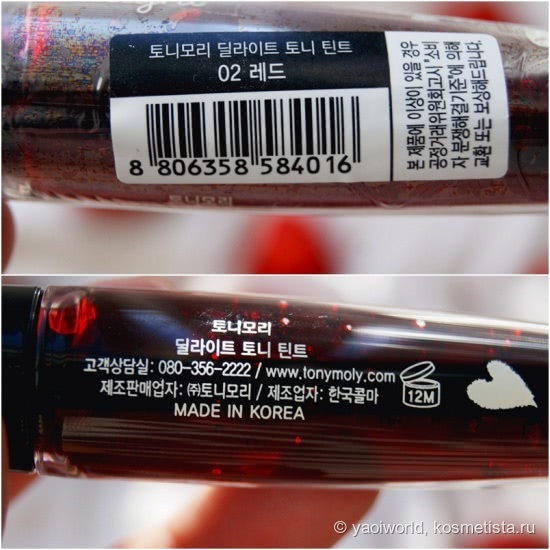 토니모리 딜라이트 토니 틴트
02 레드
8 806358 584016
본 제품에 이상이 있을 경우
공정거래위원회고시 "소비
자 분쟁해결기준"에 의해
교환 또는 보상해드립니다.
토니모리
토니모리
딜라이트 토니 틴트
고객상담실: 080-356-2222 / www.tonymoly.com
제조판매업자: ㈜토니모리 / 제조업자: 한국콜마
MADE IN KOREA
12M
© yaoiworld, kosmetista.ru